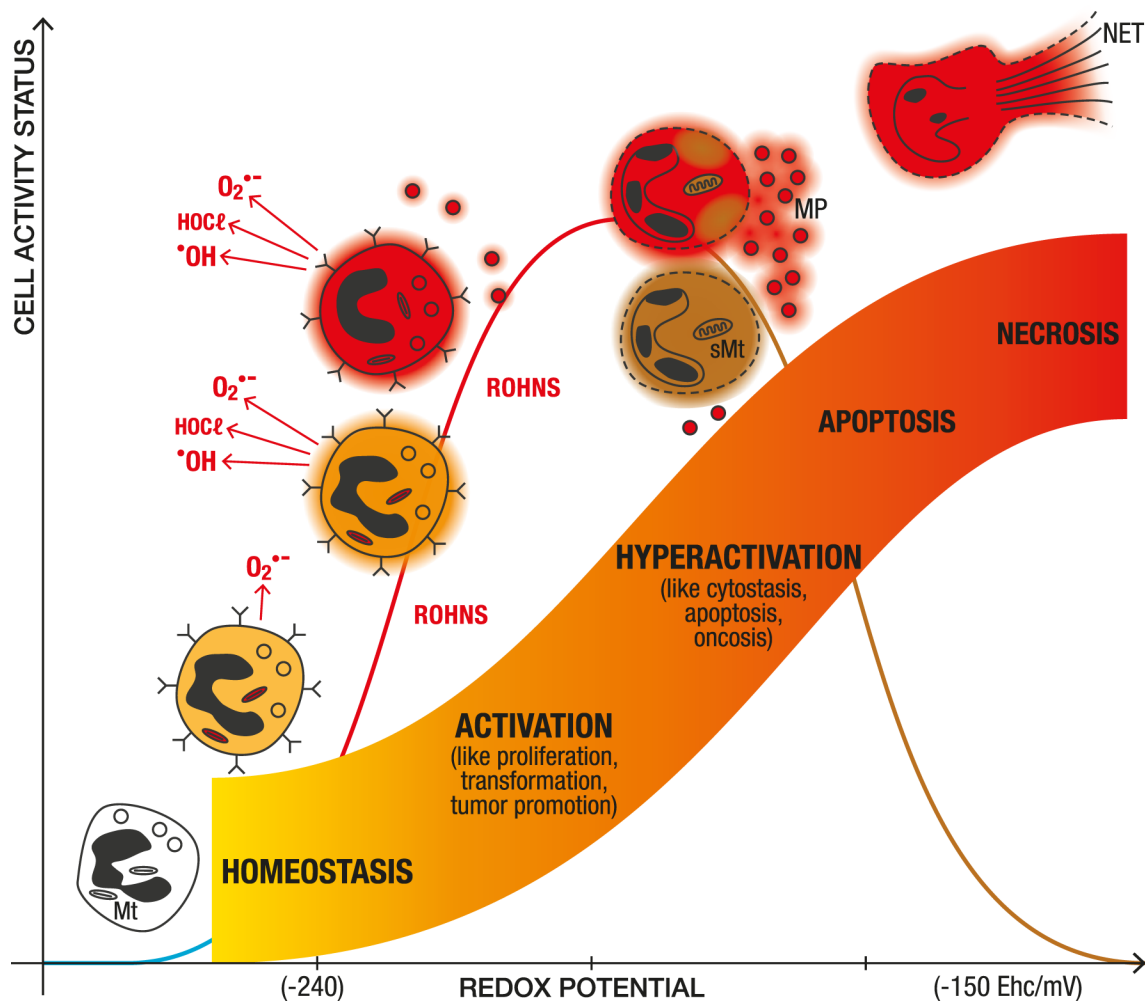 CELL ACTIVITY STATUS
NET
O₂•-
HOCℓ
•OH
MP
ROHNS
sMt
NECROSIS
O₂•-
HOCℓ
•OH
APOPTOSIS
HYPERACTIVATION
(like cytostasis,
apoptosis,
oncosis)
O₂•-
ROHNS
ACTIVATION
(like proliferation,
transformation,
tumor promotion)
HOMEOSTASIS
Mt
(-240)
REDOX POTENTIAL
(-150 Ehc/mV)